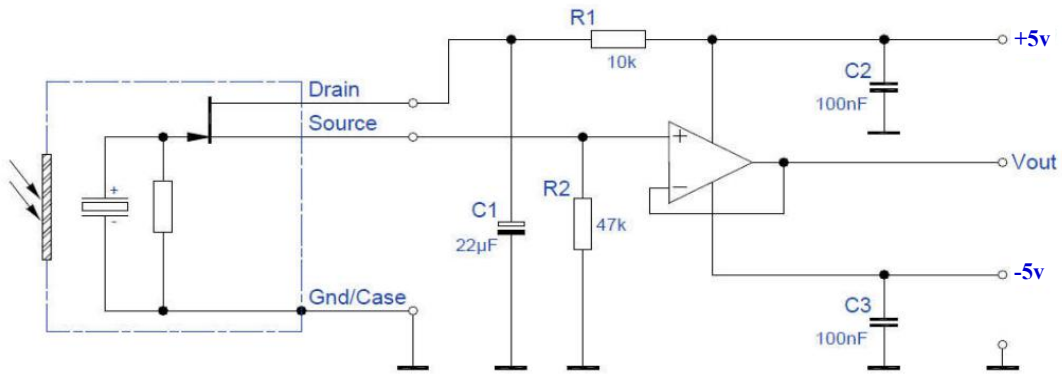 R1
+5v
10k
C2
100nF
Drain
Source
+
Vout
−
R2
47k
C1
22µF
+
-
-5v
Gnd/Case
C3
100nF